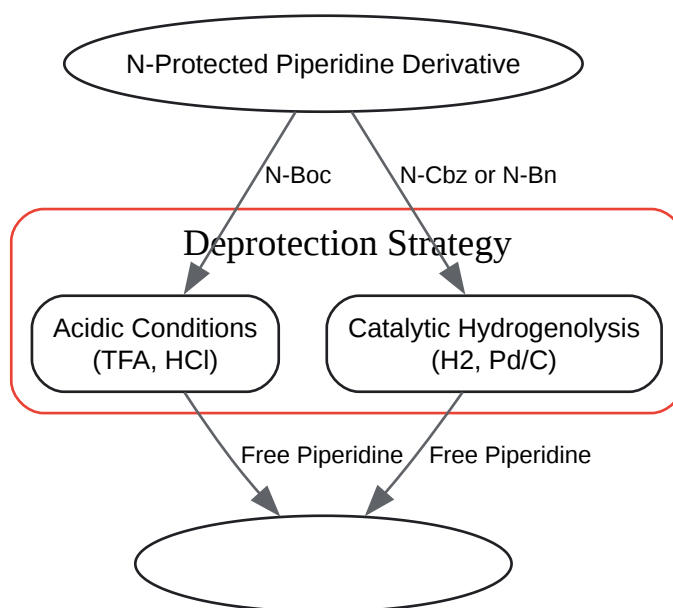 N-Protected Piperidine Derivative
N-Boc
N-Cbz or N-Bn
Deprotection Strategy
Acidic Conditions
(TFA, HCl)
Catalytic Hydrogenolysis
(H2, Pd/C)
Free Piperidine
Free Piperidine